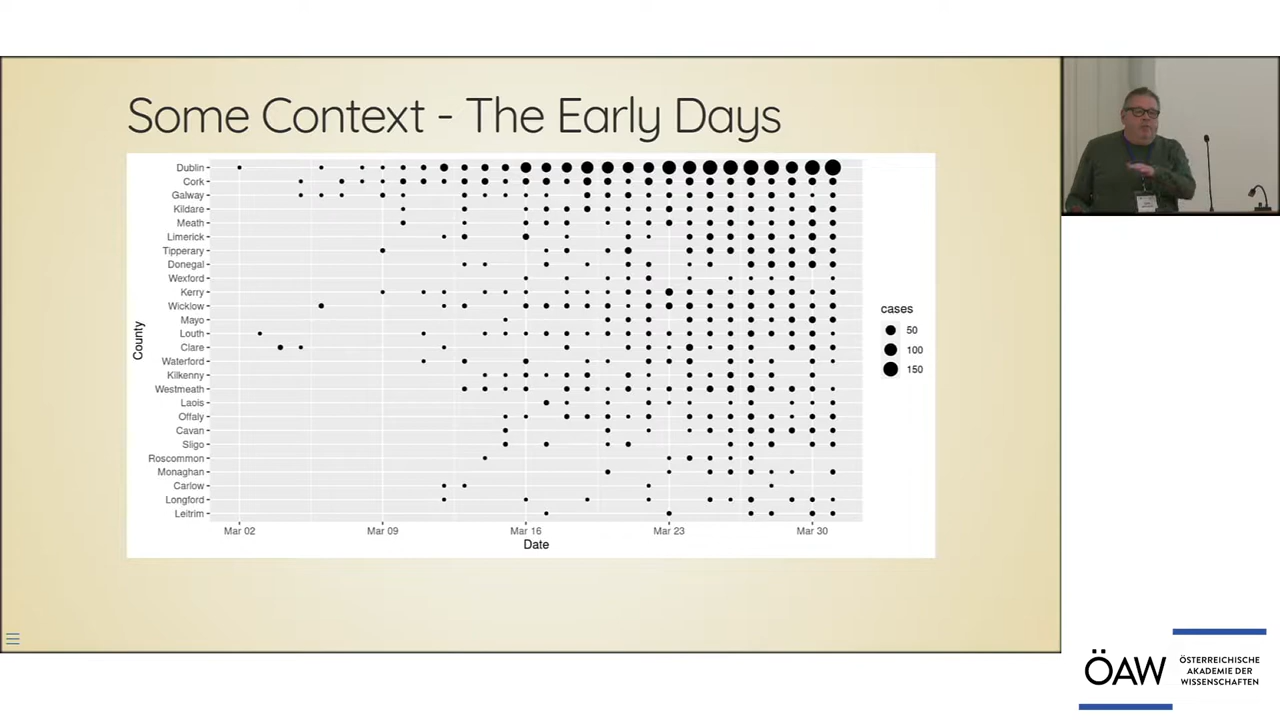 Some Context - The Early Days
Dublin
Cork
Galway
Kildare
Meath
Limerick
Tipperary
Donegal
Wexford
Kerry
Wicklow
Mayo
Louth
Clare
Waterford
Kilkenny
Westmeath
Laois
Offaly
Cavan
Sligo
Roscommon
Monaghan
Carlow
Longford
Leitrim
County
Mar 02
Mar 09
Mar 16
Mar 23
Mar 30
Date
cases
50
100
150
ÖAW
ÖSTERREICHISCHE
AKADEMIE DER
WISSENSCHAFTEN